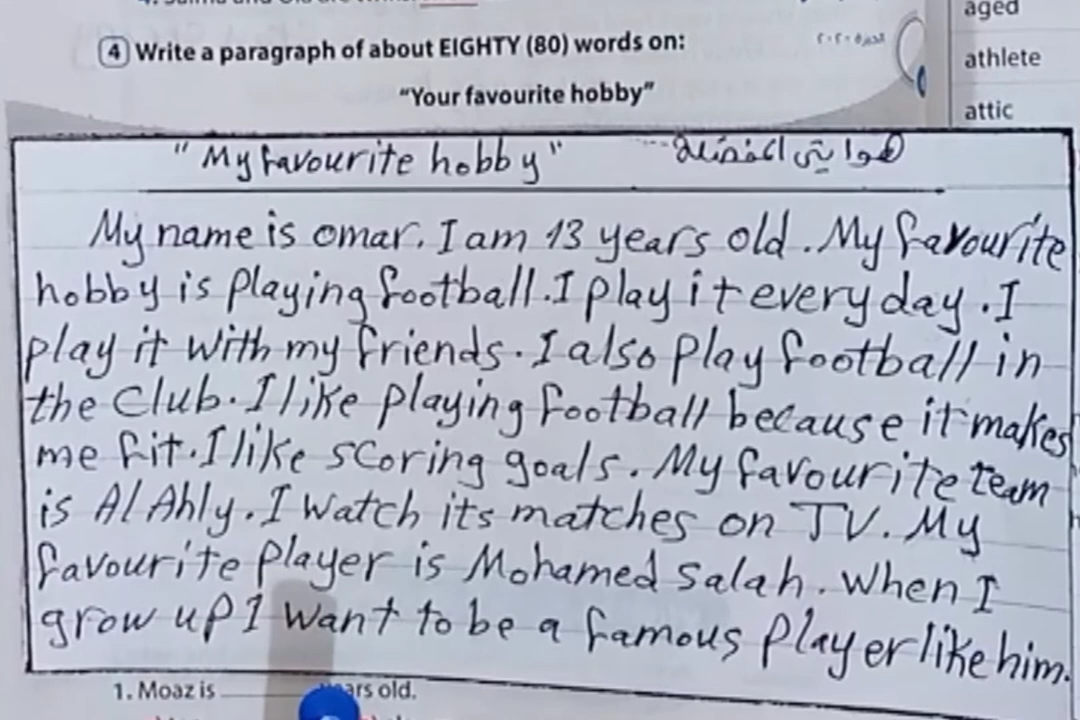 4 Write a paragraph of about EIGHTY (80) words on:
"Your favourite hobby"
aged
athlete
attic
"My favourite hobby"
هوايتي المفضلة
My name is omar. I am 13 years old. My favourite
hobby is playing football. I play it every day. I
play it with my friends. I also play football in
the Club. I like playing football because it makes
me fit. I like scoring goals. My favourite team
is Al Ahly. I watch its matches on TV. My
favourite player is Mohamed Salah. When I
grow up I want to be a famous player like him.
1. Moaz is
ars old.